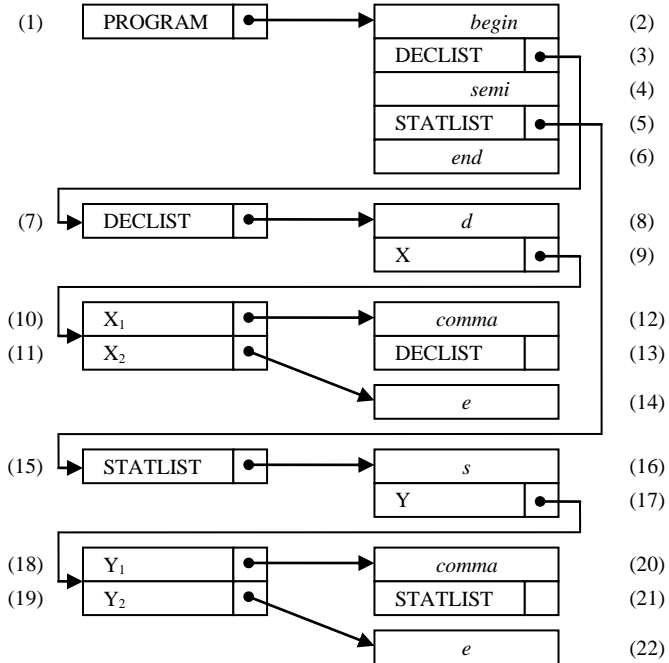 (1) PROGRAM begin (2)
DECLIST (3)
semi (4)
STATLIST (5)
end (6)
(7) DECLIST d (8)
X (9)
(10) X₁ comma (12)
(11) X₂ DECLIST (13)
e (14)
(15) STATLIST s (16)
Y (17)
(18) Y₁ comma (20)
(19) Y₂ STATLIST (21)
e (22)